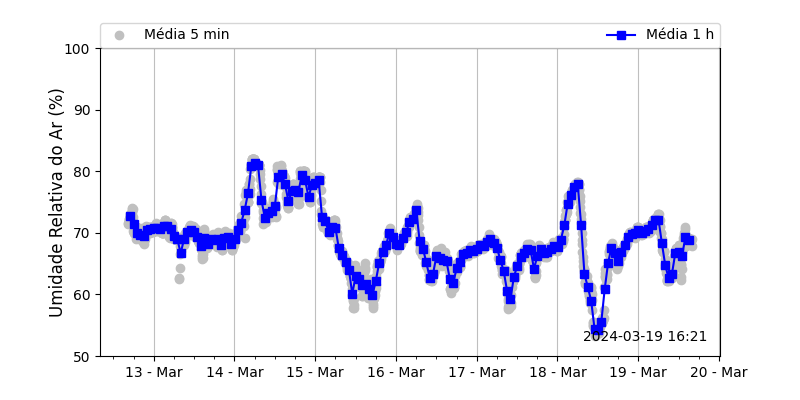 Média 5 min
Média 1 h
100
90
80
70
60
50
Umidade Relativa do Ar (%)
2024-03-19 16:21
13 - Mar
14 - Mar
15 - Mar
16 - Mar
17 - Mar
18 - Mar
19 - Mar
20 - Mar